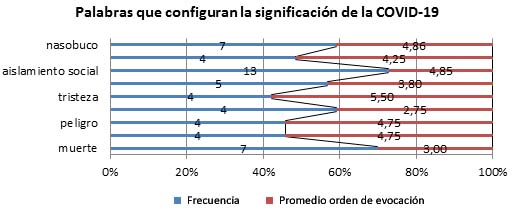 Palabras que configuran la significación de la COVID-19
nasobuco 7 4,86
4 4,25
aislamiento social 13 4,85
5 3,80
tristeza 4 5,50
4 2,75
peligro 4 4,75
4 4,75
muerte 7 3,00
0% 20% 40% 60% 80% 100%
Frecuencia Promedio orden de evocación